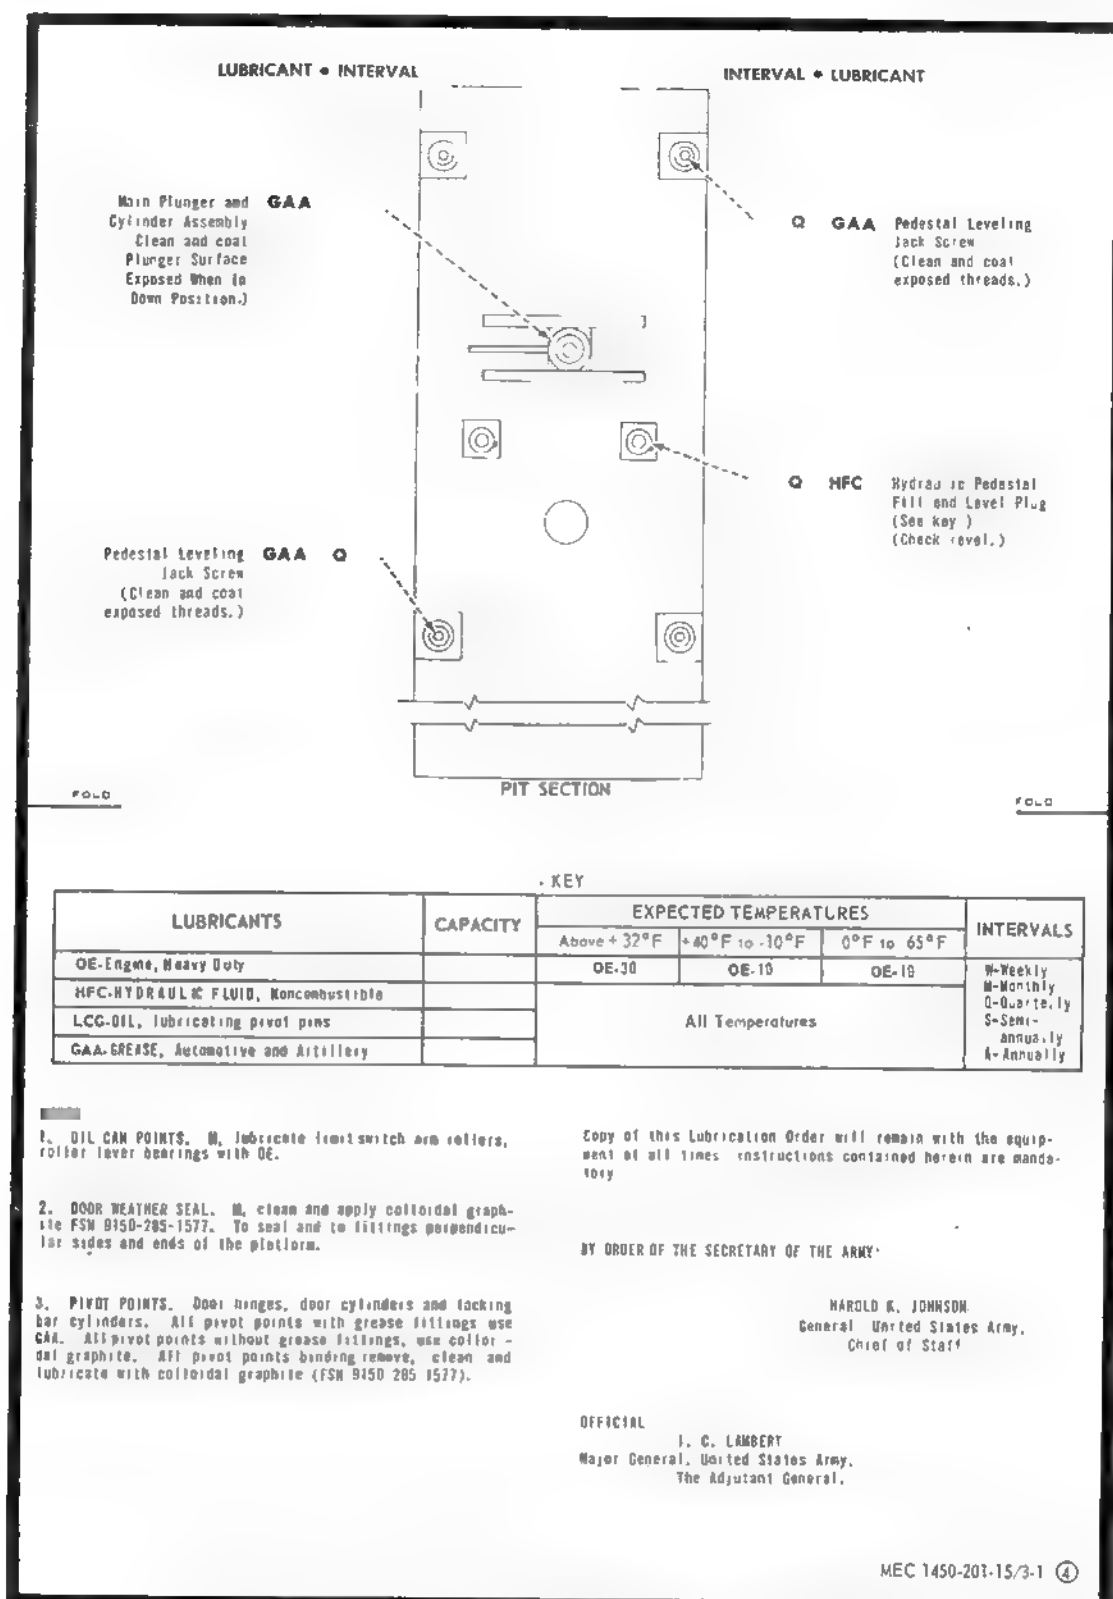 LUBRICANT • INTERVAL
INTERVAL • LUBRICANT
Main Plunger and GAA
Cylinder Assembly
Clean and coat
Plunger Surface
Exposed When in
Down Position.)
Q GAA Pedestal Leveling
Jack Screw
(Clean and coat
exposed threads.)
Q HFC Hydraulic Pedestal
Fill and Level Plug
(See key )
(Check level.)
Pedestal Leveling GAA Q
Jack Screw
(Clean and coat
exposed threads.)
PIT SECTION
FOLD
FOLD
KEY
LUBRICANTS CAPACITY EXPECTED TEMPERATURES INTERVALS
Above + 32°F +40°F to -10°F 0°F to 65°F
OE-Engine, Heavy Duty OE-30 OE-10 OE-10
HFC-HYDRAULIC FLUID, Noncombustible
LCG-OIL, lubricating pivot pins
GAA-GREASE, Automotive and Artillery
All Temperatures
W-Weekly
M-Monthly
Q-Quarterly
S-Semi-
annually
A-Annually
1. OIL CAN POINTS. M, lubricate limit switch arm rollers,
roller lever bearings with OE.
2. DOOR WEATHER SEAL. M, clean and apply colloidal graph-
ite FSN 9150-285-1577. To seal and to fittings perpendicu-
lar sides and ends of the platform.
3. PIVOT POINTS. Door hinges, door cylinders and locking
bar cylinders. All pivot points with grease fittings use
GAA. All pivot points without grease fittings, use colloi -
dal graphite. All pivot points binding remove, clean and
lubricate with colloidal graphite (FSN 9150 285 1577).
Copy of this Lubrication Order will remain with the equip-
ment at all times instructions contained herein are manda-
tory
BY ORDER OF THE SECRETARY OF THE ARMY:
HAROLD K. JOHNSON
General United States Army,
Chief of Staff
OFFICIAL
J. C. LAMBERT
Major General, United States Army,
The Adjutant General.
MEC 1450-201-15/3-1 4